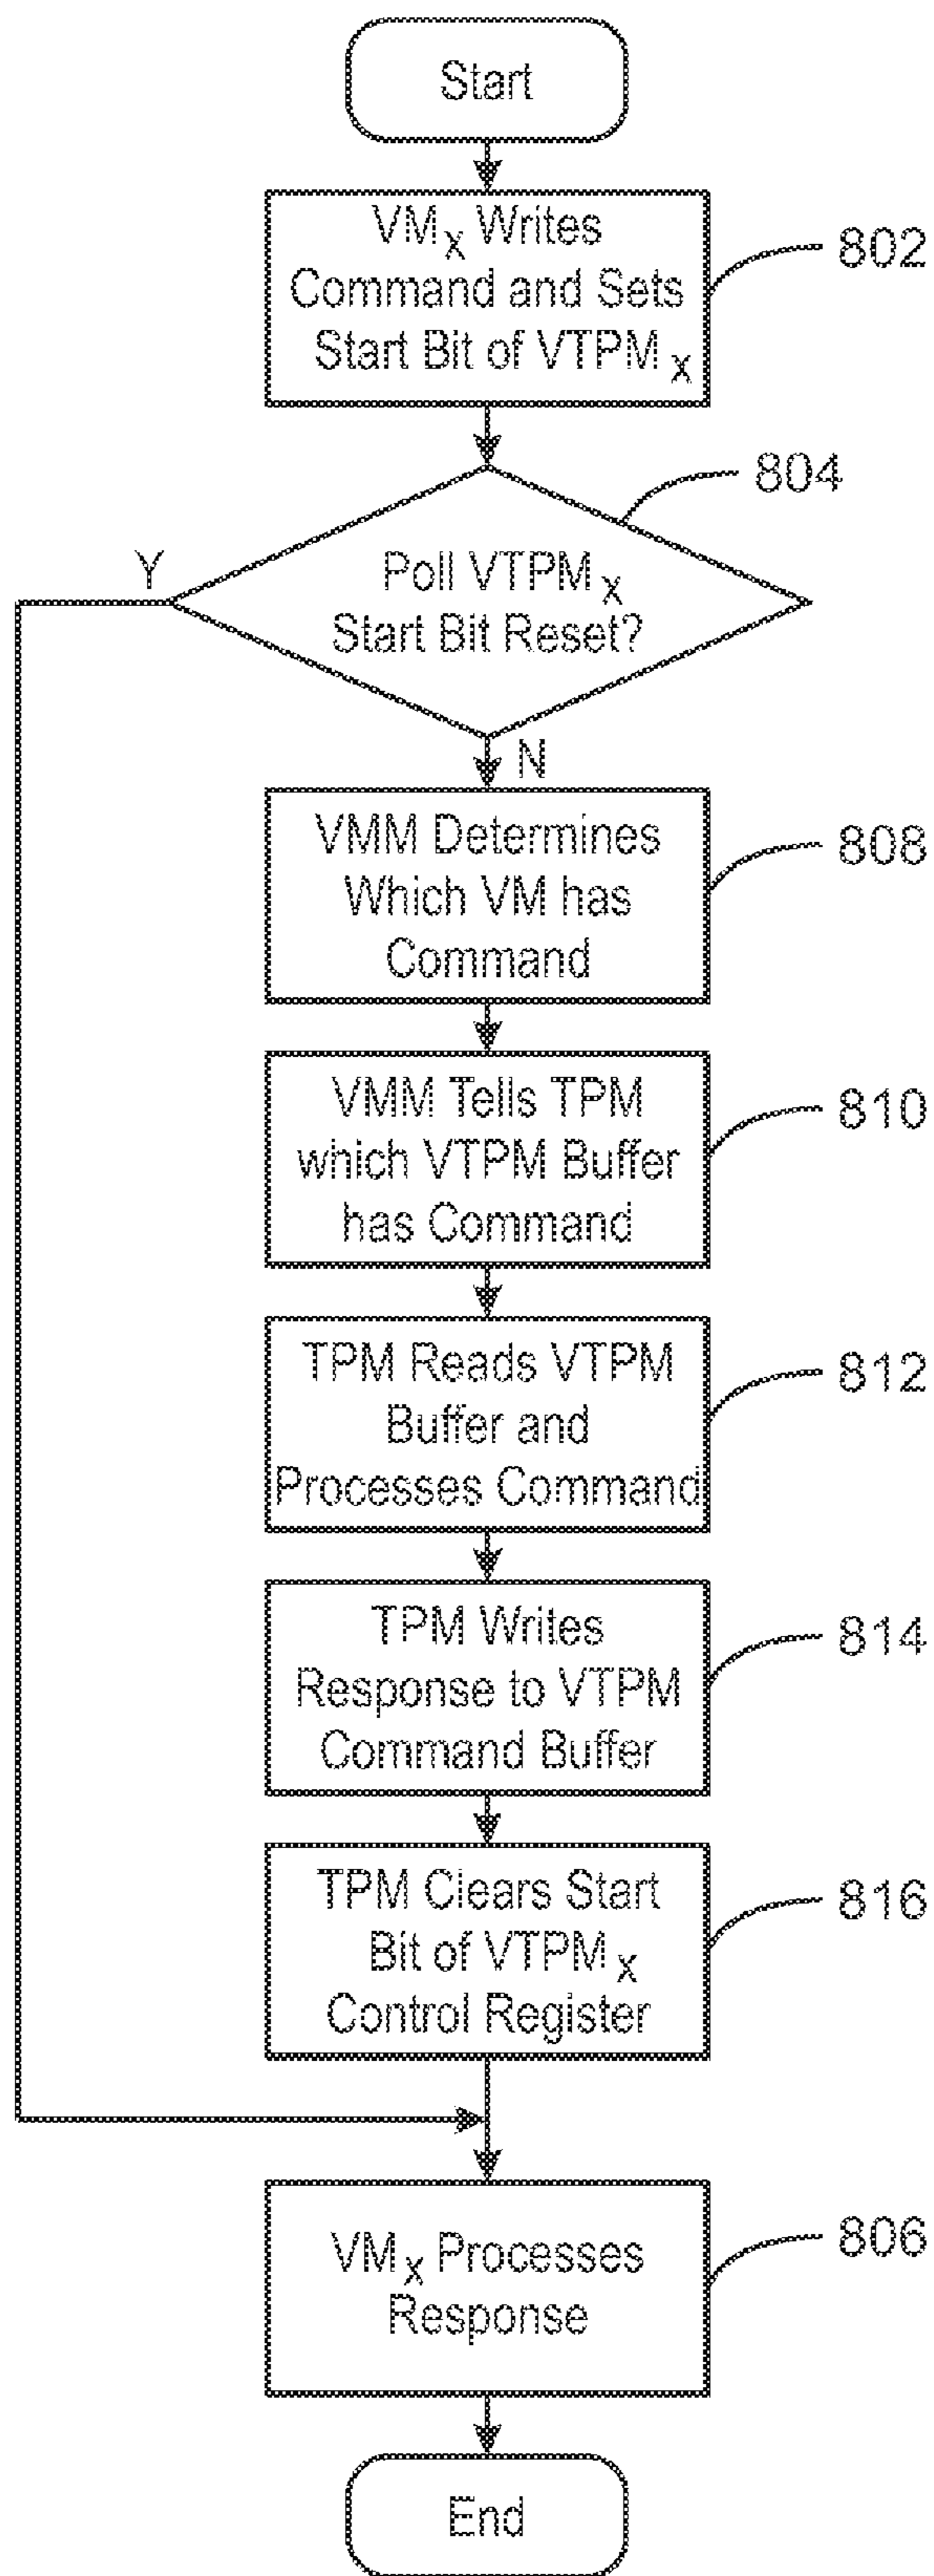 Start
VMX Writes
Command and Sets
Start Bit of VTPM X
802
804
Y
Poll VTPM X
Start Bit Reset?
N
VMM Determines
Which VM has
Command
808
VMM Tells TPM
which VTPM Buffer
has Command
810
TPM Reads VTPM
Buffer and
Processes Command
812
TPM Writes
Response to VTPM
Command Buffer
814
TPM Clears Start
Bit of VTPM X
Control Register
816
VMX Processes
Response
806
End